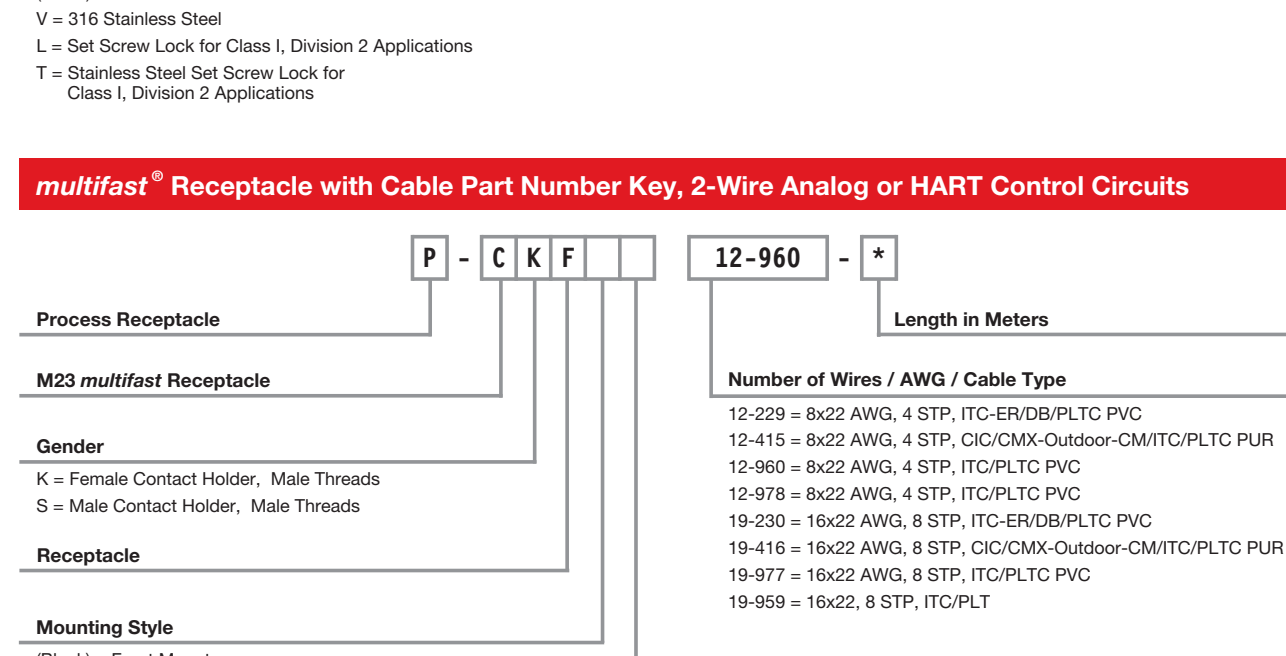 V = 316 Stainless Steel
L = Set Screw Lock for Class I, Division 2 Applications
T = Stainless Steel Set Screw Lock for
Class I, Division 2 Applications
multifast® Receptacle with Cable Part Number Key, 2-Wire Analog or HART Control Circuits
P - C K F 12-960 - *
Process Receptacle
Length in Meters
M23 multifast Receptacle
Number of Wires / AWG / Cable Type
12-229 = 8x22 AWG, 4 STP, ITC-ER/DB/PLTC PVC
12-415 = 8x22 AWG, 4 STP, CIC/CMX-Outdoor-CM/ITC/PLTC PUR
12-960 = 8x22 AWG, 4 STP, ITC/PLTC PVC
12-978 = 8x22 AWG, 4 STP, ITC/PLTC PVC
19-230 = 16x22 AWG, 8 STP, ITC-ER/DB/PLTC PVC
19-416 = 16x22 AWG, 8 STP, CIC/CMX-Outdoor-CM/ITC/PLTC PUR
19-977 = 16x22 AWG, 8 STP, ITC/PLTC PVC
19-959 = 16x22, 8 STP, ITC/PLT
Gender
K = Female Contact Holder, Male Threads
S = Male Contact Holder, Male Threads
Receptacle
Mounting Style